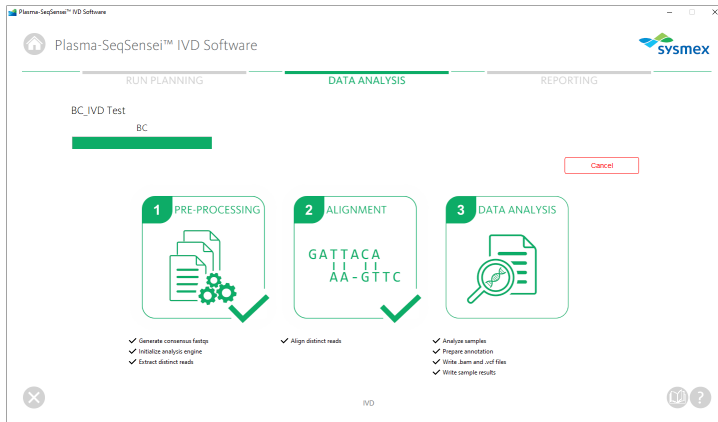 Plasma-SeqSensei™ IVD Software
Plasma-SeqSensei™ IVD Software
sysmex
RUN PLANNING
DATA ANALYSIS
REPORTING
BC_IVD Test
BC
Cancel
1 PRE-PROCESSING
2 ALIGNMENT
GATTACA
AA-GTTC
3 DATA ANALYSIS
Generate consensus fastqs
Initialize analysis engine
Extract distinct reads
Align distinct reads
Analyze samples
Prepare annotation
Write .bam and .vcf files
Write sample results
IVD
?